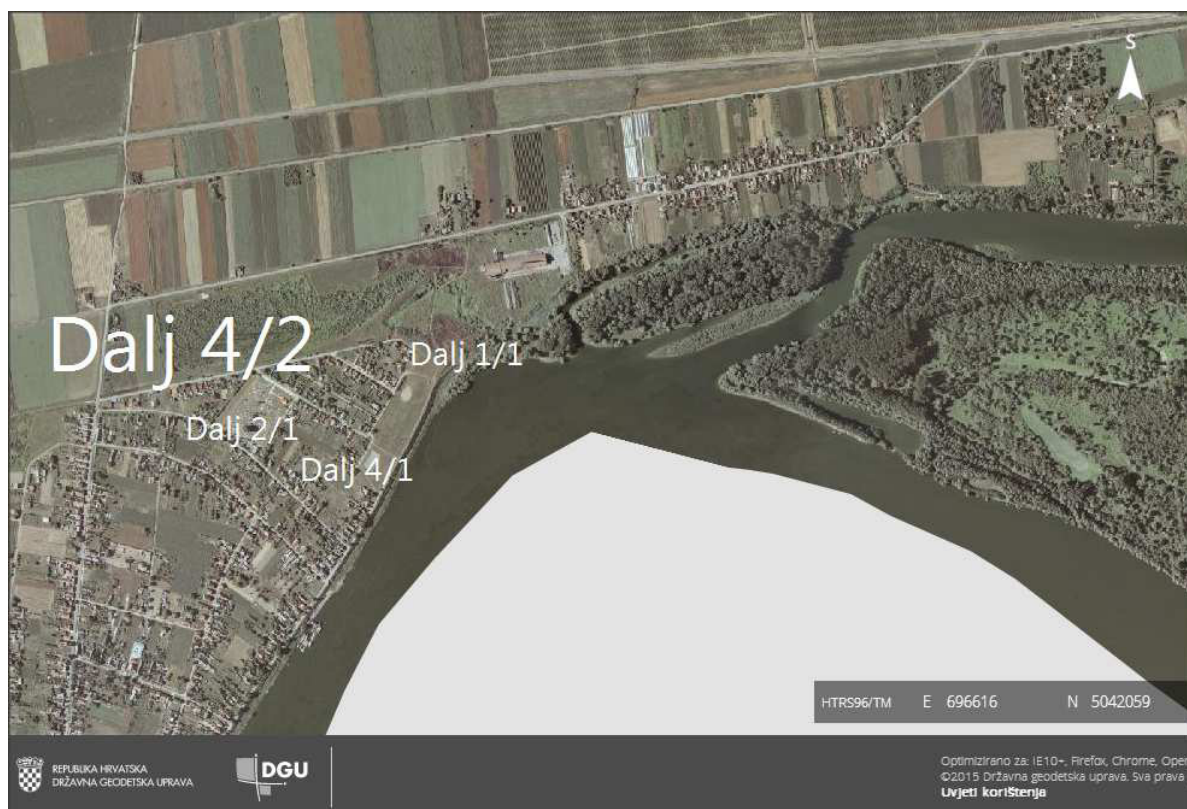 S
Dalj 4/2
Dalj 1/1
Dalj 2/1
Dalj 4/1
HTRS96/TM E 696616 N 5042059
REPUBLIKA HRVATSKA
DRŽAVNA GEODETSKA UPRAVA
DGU
Optimizirano za: IE10+, Firefox, Chrome, Oper
©2015 Državna geodetska uprava. Sva prava
Uvjeti korištenja